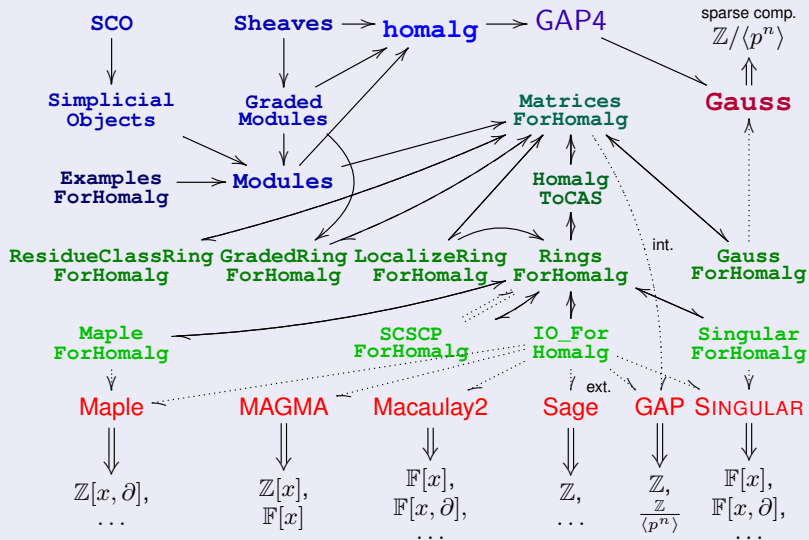 sparse comp.
SCO Sheaves homalg GAP4 ℤ/⟨pⁿ⟩
Simplicial Graded Matrices Gauss
Objects Modules ForHomalg
Examples Modules Homalg
ForHomalg ToCAS
int.
ResidueClassRing GradedRing LocalizeRing Rings Gauss
ForHomalg ForHomalg ForHomalg ForHomalg ForHomalg
Maple SCSCP IO_For Singular
ForHomalg ForHomalg Homalg ForHomalg
ext.
Maple MAGMA Macaulay2 Sage GAP SINGULAR
ℤ[x, ∂], ℤ[x], 𝔽[x], ℤ, ℤ, 𝔽[x],
... 𝔽[x] 𝔽[x, ∂], ... ℤ/⟨pⁿ⟩ 𝔽[x, ∂],
... ...